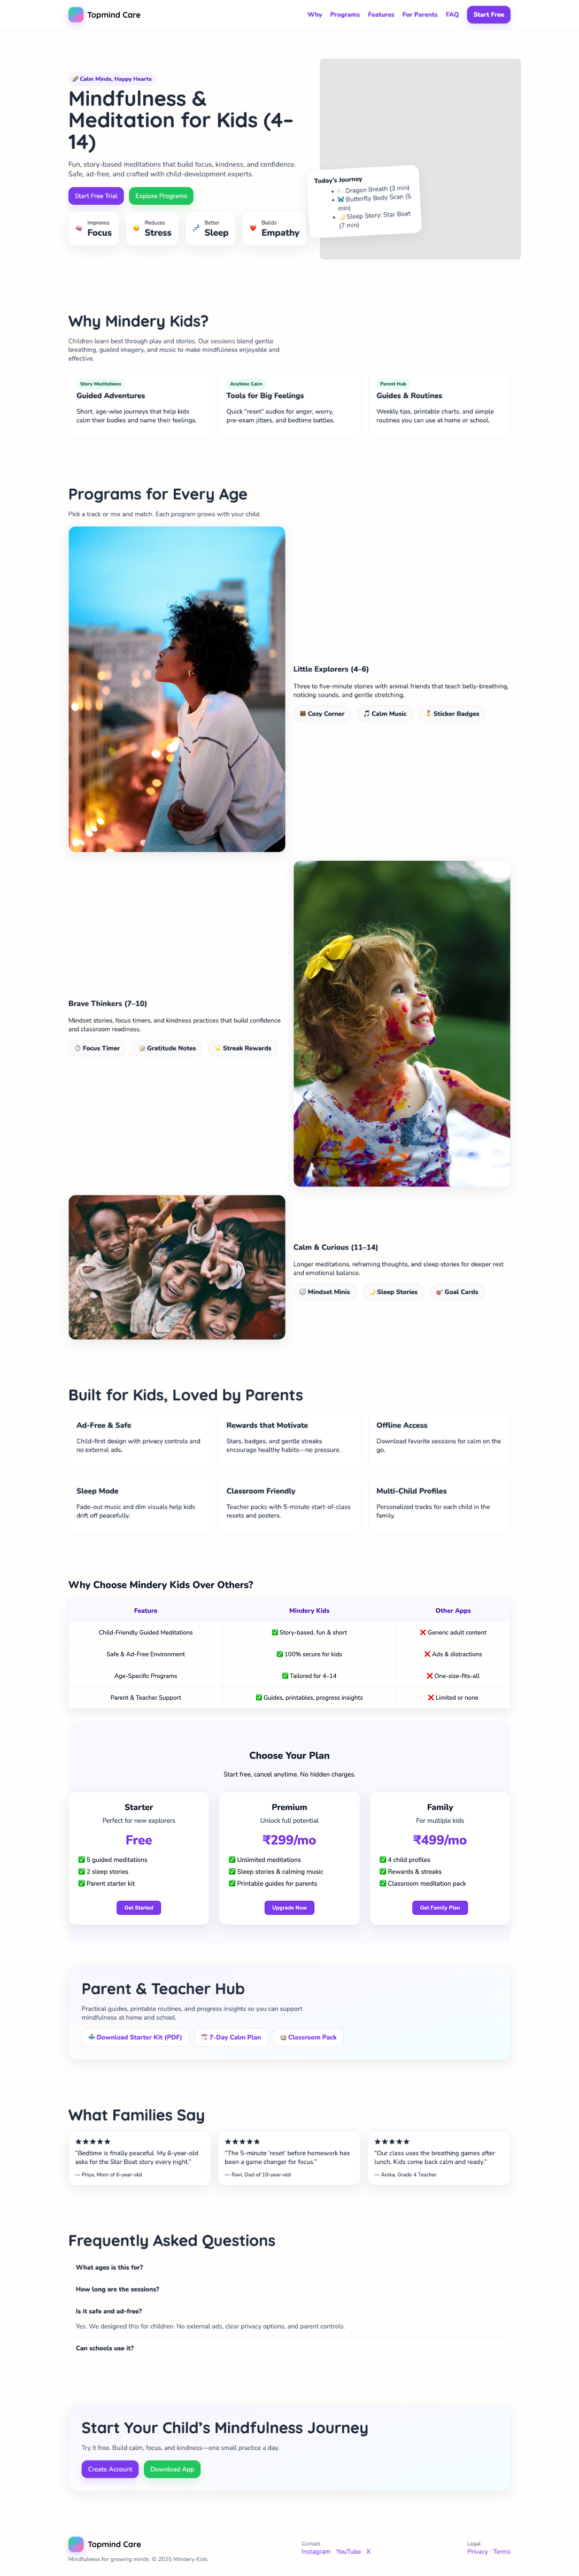 Topmind Care
Why Programs Features For Parents FAQ Start Free
🌈 Calm Minds, Happy Hearts
Mindfulness &
Meditation for Kids (4–
14)
Fun, story-based meditations that build focus, kindness, and confidence.
Safe, ad-free, and crafted with child-development experts.
Start Free Trial Explore Programs
Improves
Focus
Reduces
Stress
Better
Sleep
Builds
Empathy
Today's Journey
Dragon Breath (3 min)
🦋 Butterfly Body Scan (5
min)
🌙 Sleep Story: Star Boat
(7 min)
Why Mindery Kids?
Children learn best through play and stories. Our sessions blend gentle
breathing, guided imagery, and music to make mindfulness enjoyable and
effective.
Story Meditations
Guided Adventures
Short, age-wise journeys that help kids
calm their bodies and name their feelings.
Anytime Calm
Tools for Big Feelings
Quick "reset" audios for anger, worry,
pre-exam jitters, and bedtime battles.
Parent Hub
Guides & Routines
Weekly tips, printable charts, and simple
routines you can use at home or school.
Programs for Every Age
Pick a track or mix and match. Each program grows with your child.
Little Explorers (4–6)
Three to five-minute stories with animal friends that teach belly-breathing,
noticing sounds, and gentle stretching.
🐻 Cozy Corner 🎵 Calm Music 🏅 Sticker Badges
Brave Thinkers (7–10)
Mindset stories, focus timers, and kindness practices that build confidence
and classroom readiness.
Focus Timer Gratitude Notes Streak Rewards
Calm & Curious (11–14)
Longer meditations, reframing thoughts, and sleep stories for deeper rest
and emotional balance.
Mindset Minis 🌙 Sleep Stories 🎯 Goal Cards
Built for Kids, Loved by Parents
Ad-Free & Safe
Child-first design with privacy controls and
no external ads.
Rewards that Motivate
Stars, badges, and gentle streaks
encourage healthy habits—no pressure.
Offline Access
Download favorite sessions for calm on the
go.
Sleep Mode
Fade-out music and dim visuals help kids
drift off peacefully.
Classroom Friendly
Teacher packs with 5-minute start-of-class
resets and posters.
Multi-Child Profiles
Personalized tracks for each child in the
family.
Why Choose Mindery Kids Over Others?
Feature Mindery Kids Other Apps
Child-Friendly Guided Meditations ✅ Story-based, fun & short ❌ Generic adult content
Safe & Ad-Free Environment ✅ 100% secure for kids ❌ Ads & distractions
Age-Specific Programs ✅ Tailored for 4–14 ❌ One-size-fits-all
Parent & Teacher Support ✅ Guides, printables, progress insights ❌ Limited or none
Choose Your Plan
Start free, cancel anytime. No hidden charges.
Starter
Perfect for new explorers
Free
✅ 5 guided meditations
✅ 2 sleep stories
✅ Parent starter kit
Get Started
Premium
Unlock full potential
₹299/mo
✅ Unlimited meditations
✅ Sleep stories & calming music
✅ Printable guides for parents
Upgrade Now
Family
For multiple kids
₹499/mo
✅ 4 child profiles
✅ Rewards & streaks
✅ Classroom meditation pack
Get Family Plan
Parent & Teacher Hub
Practical guides, printable routines, and progress insights so you can support
mindfulness at home and school.
Download Starter Kit (PDF) 7-Day Calm Plan Classroom Pack
What Families Say
★★★★★
"Bedtime is finally peaceful. My 6-year-old
asks for the Star Boat story every night."
— Priya, Mom of 6-year-old
★★★★★
"The 5-minute 'reset' before homework has
been a game changer for focus."
— Ravi, Dad of 10-year-old
★★★★★
"Our class uses the breathing games after
lunch. Kids come back calm and ready."
— Anika, Grade 4 Teacher
Frequently Asked Questions
What ages is this for?
How long are the sessions?
Is it safe and ad-free?
Yes. We designed this for children. No external ads, clear privacy options, and parent controls.
Can schools use it?
Start Your Child's Mindfulness Journey
Try it free. Build calm, focus, and kindness—one small practice a day.
Create Account Download App
Topmind Care
Mindfulness for growing minds. © 2025 Mindery Kids.
Contact
Instagram YouTube X
Legal
Privacy · Terms